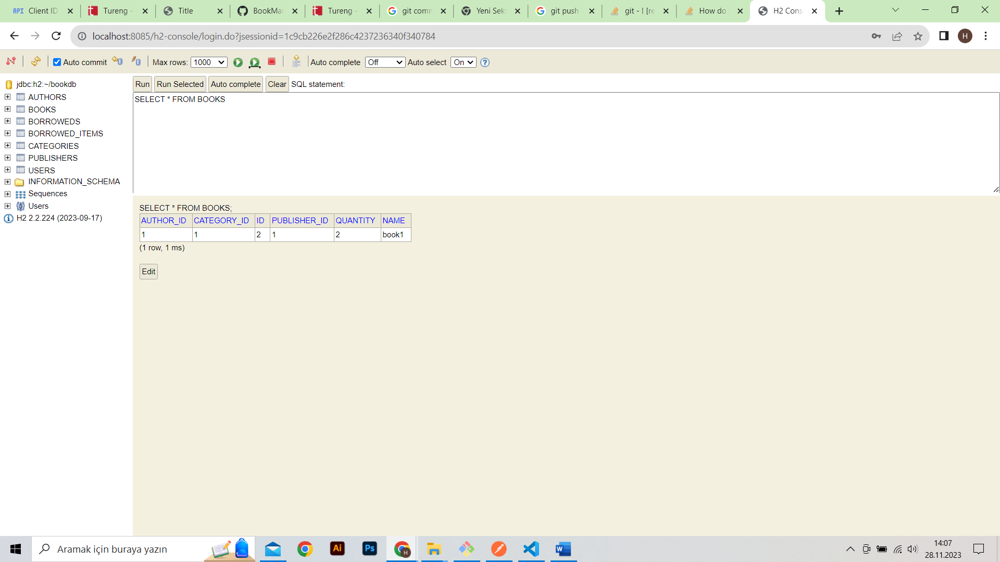 API Client ID
Tureng -
Title
BookMar
Tureng -
git comm
Yeni Sek
git push
git - ! [re
How do
H2 Cons
localhost:8085/h2-console/login.do?jsessionid=1c9cb226e2f286c4237236340f340784
H
Auto commit
Max rows: 1000
Auto complete Off
Auto select On
jdbc:h2:~/bookdb
AUTHORS
BOOKS
BORROWEDS
BORROWED_ITEMS
CATEGORIES
PUBLISHERS
USERS
INFORMATION_SCHEMA
Sequences
Users
H2 2.2.224 (2023-09-17)
Run Run Selected Auto complete Clear SQL statement:
SELECT * FROM BOOKS
SELECT * FROM BOOKS;
AUTHOR_ID CATEGORY_ID ID PUBLISHER_ID QUANTITY NAME
1 1 2 1 2 book1
(1 row, 1 ms)
Edit
Aramak için buraya yazın
Ai
Ps
H
W
14:07
28.11.2023